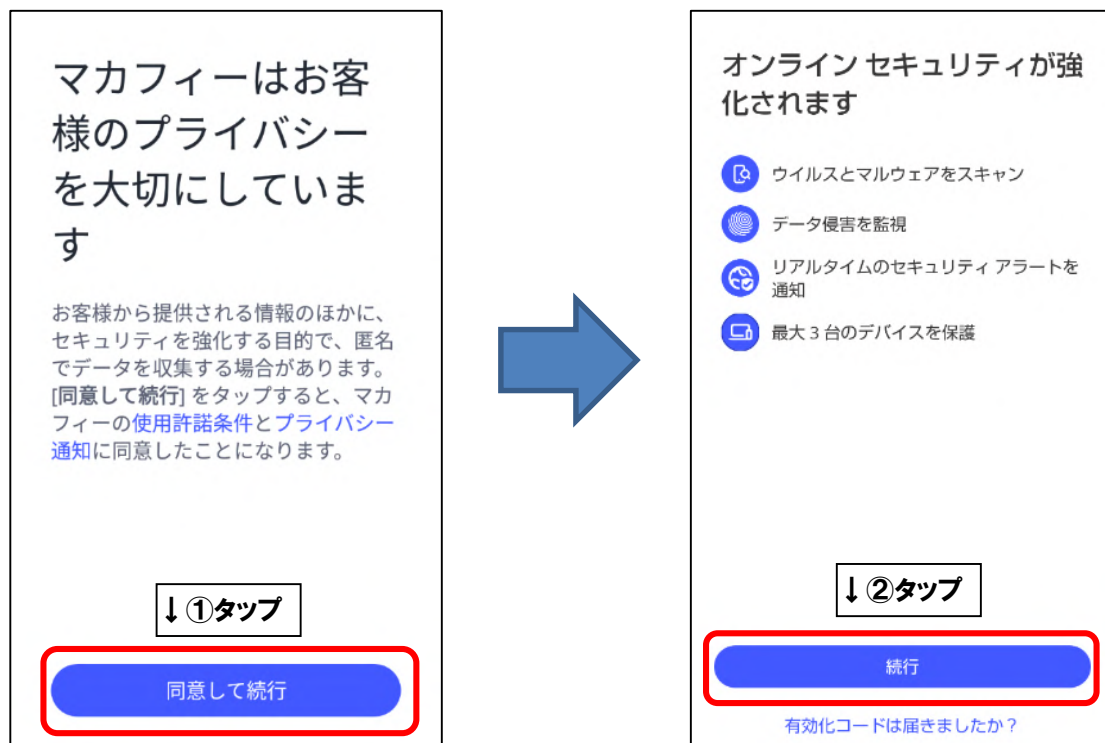 マカフィーはお客
様のプライバシー
を大切にしていま
す
お客様から提供される情報のほかに、
セキュリティを強化する目的で、匿名
でデータを収集する場合があります。
[同意して続行] をタップすると、マカ
フィーの使用許諾条件とプライバシー
通知に同意したことになります。
↓①タップ
同意して続行
オンライン セキュリティが強
化されます
ウイルスとマルウェアをスキャン
データ侵害を監視
リアルタイムのセキュリティ アラートを
通知
最大 3 台のデバイスを保護
↓②タップ
続行
有効化コードは届きましたか？